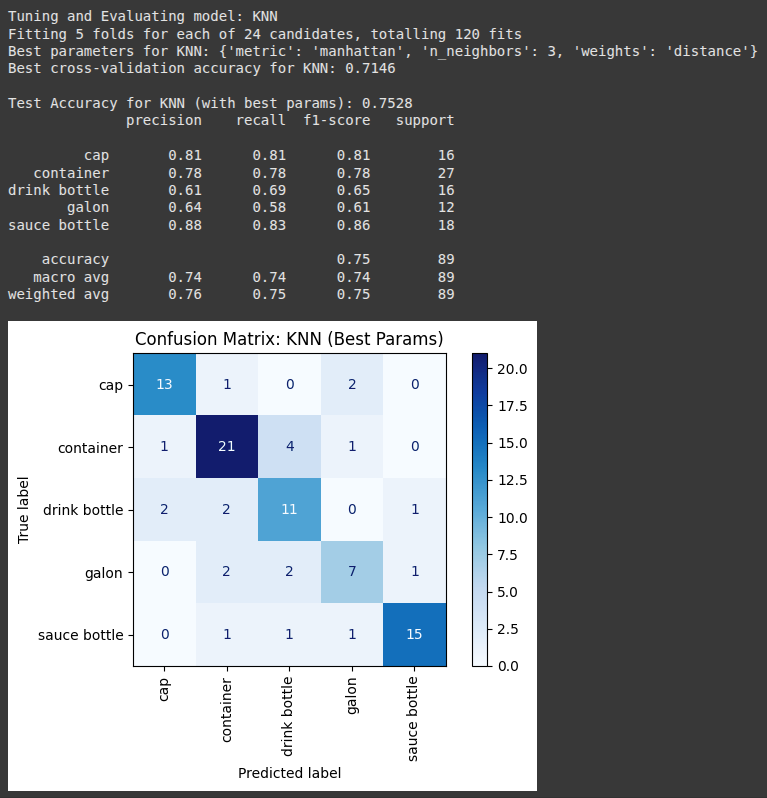 Tuning and Evaluating model: KNN
Fitting 5 folds for each of 24 candidates, totalling 120 fits
Best parameters for KNN: {'metric': 'manhattan', 'n_neighbors': 3, 'weights': 'distance'}
Best cross-validation accuracy for KNN: 0.7146
Test Accuracy for KNN (with best params): 0.7528
precision recall f1-score support
cap 0.81 0.81 0.81 16
container 0.78 0.78 0.78 27
drink bottle 0.61 0.69 0.65 16
galon 0.64 0.58 0.61 12
sauce bottle 0.88 0.83 0.86 18
accuracy 0.75 89
macro avg 0.74 0.74 0.74 89
weighted avg 0.76 0.75 0.75 89
Confusion Matrix: KNN (Best Params)
True label
cap 13 1 0 2 0
container 1 21 4 1 0
drink bottle 2 2 11 0 1
galon 0 2 2 7 1
sauce bottle 0 1 1 1 15
cap
container
drink bottle
galon
sauce bottle
Predicted label
20.0
17.5
15.0
12.5
10.0
7.5
5.0
2.5
0.0